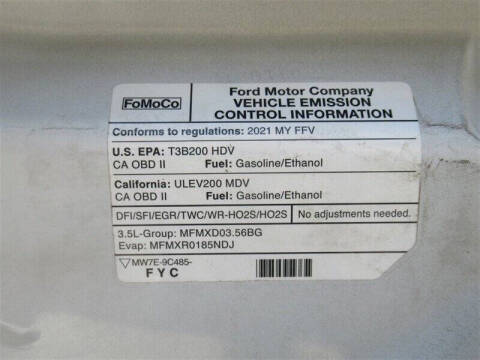 FoMoCo
Ford Motor Company
VEHICLE EMISSION
CONTROL INFORMATION
Conforms to regulations: 2021 MY FFV
U.S. EPA: T3B200 HDV
CA OBD II Fuel: Gasoline/Ethanol
California: ULEV200 MDV
CA OBD II Fuel: Gasoline/Ethanol
DFI/SFI/EGR/TWC/WR-HO2S/HO2S No adjustments needed.
3.5L-Group: MFMXD03.56BG
Evap: MFMXR0185NDJ
MW7E-9C485-
FYC